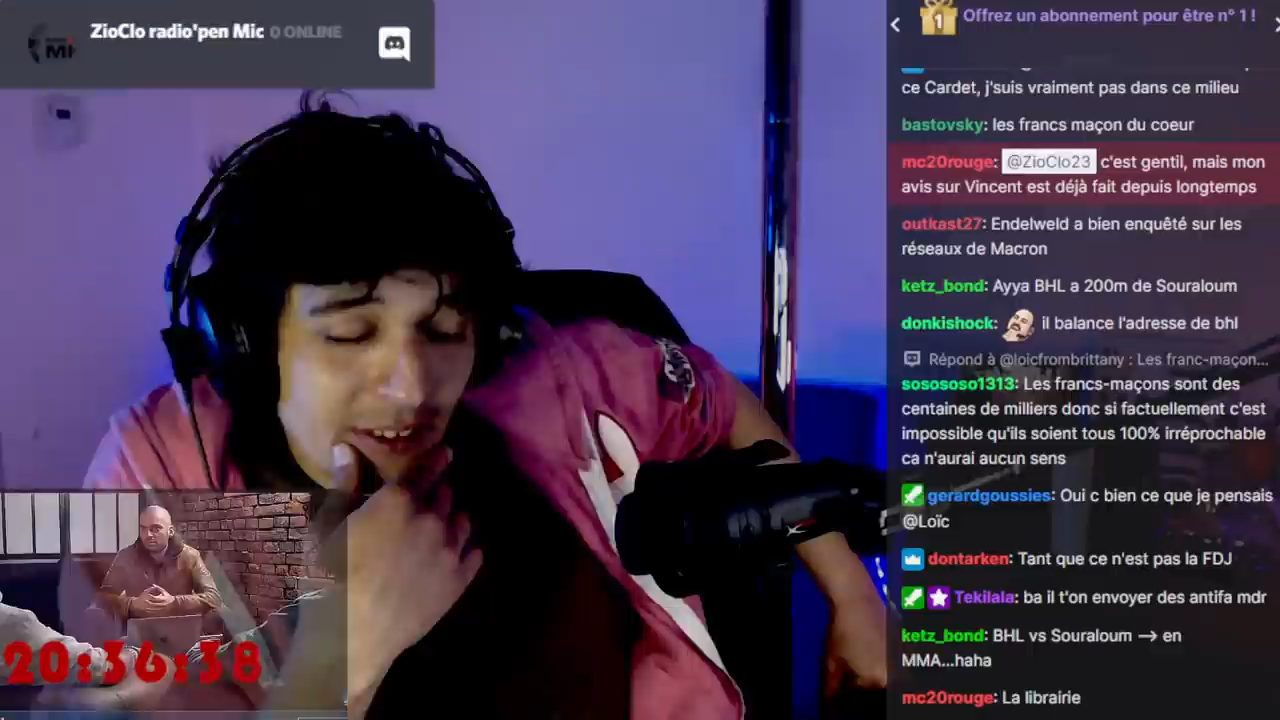 ZioClo radio'pen Mic 0 ONLINE
MI
1
Offrez un abonnement pour être n° 1 !
ce Cardet, j'suis vraiment pas dans ce milieu
bastovsky: les francs maçon du coeur
mc20rouge: @ZioClo23 c'est gentil, mais mon
avis sur Vincent est déjà fait depuis longtemps
outkast27: Endelweld a bien enquêté sur les
réseaux de Macron
ketz_bond: Ayya BHL a 200m de Souraloum
donkishock: il balance l'adresse de bhl
Répond à @loicfrombrittany : Les franc-maçon...
sosososo1313: Les francs-maçons sont des
centaines de milliers donc si factuellement c'est
impossible qu'ils soient tous 100% irréprochable
ca n'aurai aucun sens
gerardgoussies: Oui c bien ce que je pensais
@Loïc
dontarken: Tant que ce n'est pas la FDJ
Tekilala: ba il t'on envoyer des antifa mdr
ketz_bond: BHL vs Souraloum --> en
MMA...haha
mc20rouge: La librairie
20:36:38